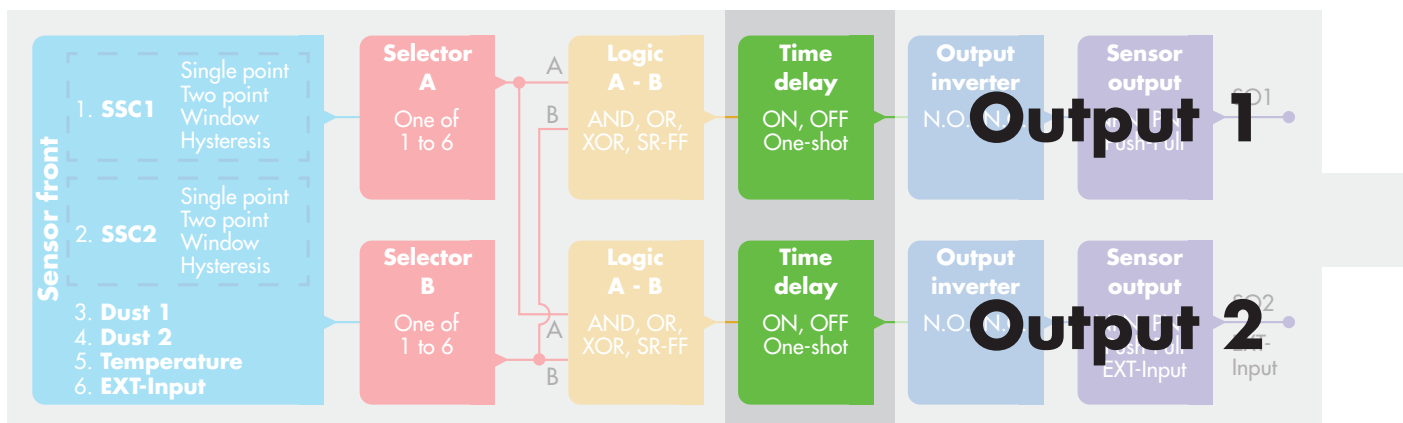 Sensor front
1. SSC1
Single point
Two point
Window
Hysteresis
2. SSC2
Single point
Two point
Window
Hysteresis
3. Dust 1
4. Dust 2
5. Temperature
6. EXT-Input
Selector
A
One of
1 to 6
A
B
Logic
A - B
AND, OR,
XOR, SR-FF
Time
delay
ON, OFF
One-shot
Output
inverter
N.O.
Sensor
output
Push-Pull
SO1
Output 1
Selector
B
One of
1 to 6
A
B
Logic
A - B
AND, OR,
XOR, SR-FF
Time
delay
ON, OFF
One-shot
Output
inverter
N.O.
Sensor
output
Push-Pull
EXT-Input
SO2
EXT-
Input
Output 2